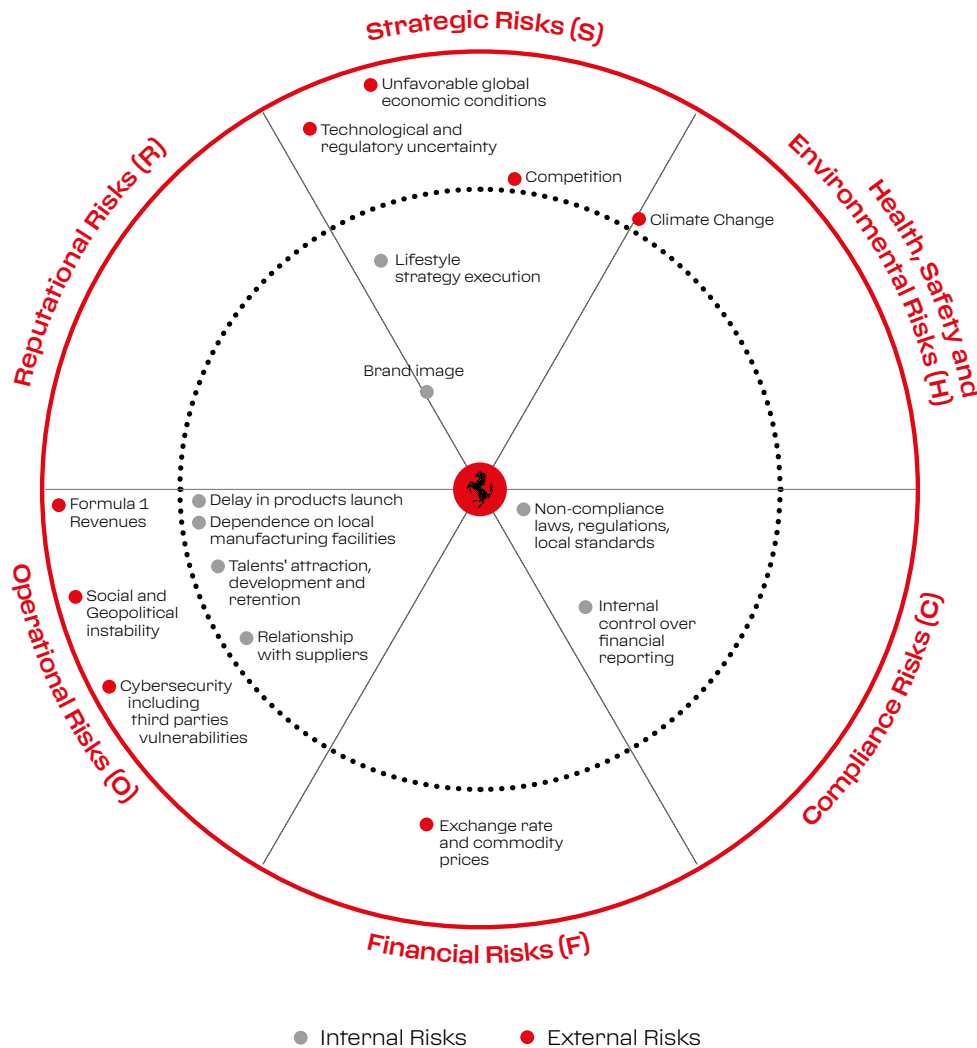 Strategic Risks (S)
Unfavorable global
economic conditions
Technological and
regulatory uncertainty
Competition
Climate Change
Health, Safety and
Environmental Risks (H)
Reputational Risks (R)
Lifestyle
strategy execution
Brand image
Formula 1
Revenues
Delay in products launch
Dependence on local
manufacturing facilities
Talents' attraction,
development and
retention
Relationship
with suppliers
Social and
Geopolitical
instability
Cybersecurity
including
third parties
vulnerabilities
Operational Risks (O)
Non-compliance
laws, regulations,
local standards
Internal
control over
financial
reporting
Compliance Risks (C)
Exchange rate
and commodity
prices
Financial Risks (F)
Internal Risks
External Risks